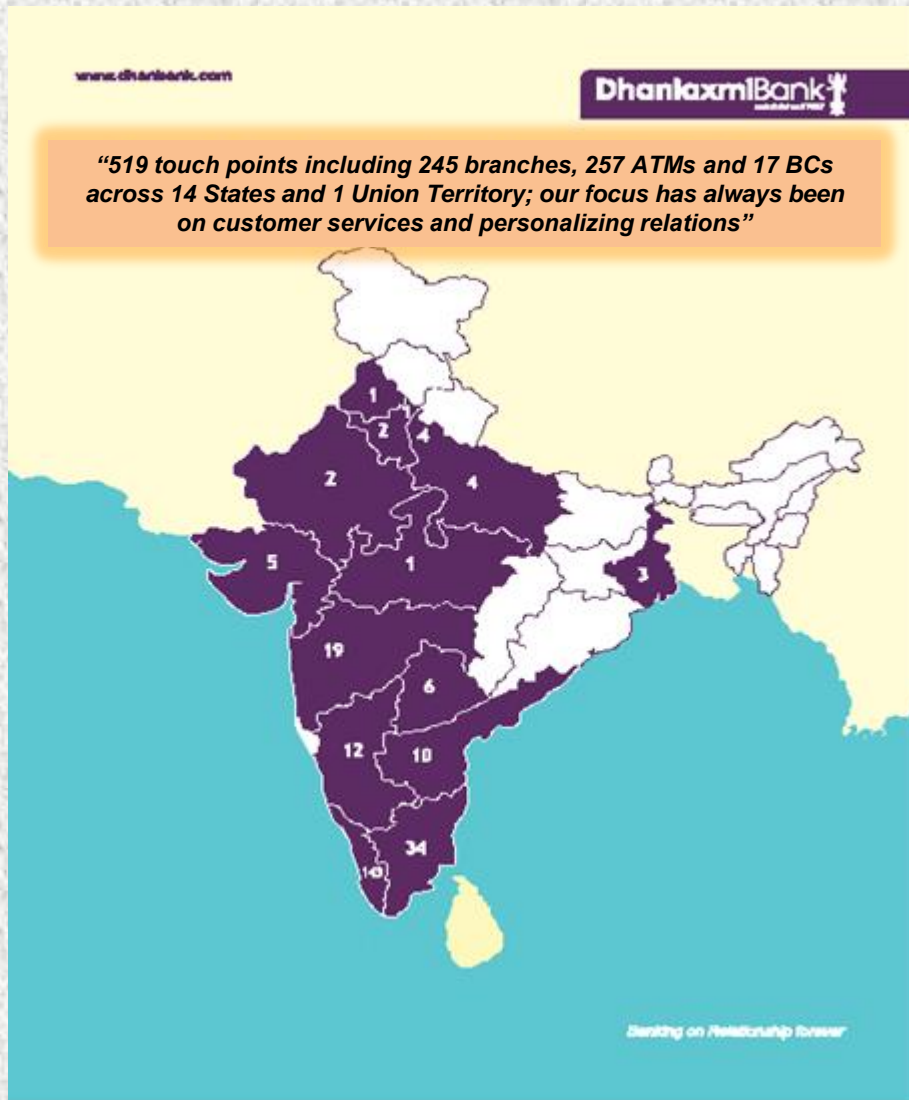 www.dhanbank.com
DhanlaxmiBank
“519 touch points including 245 branches, 257 ATMs and 17 BCs
across 14 States and 1 Union Territory; our focus has always been
on customer services and personalizing relations”
1
1
2
4
2
4
5
1
3
19
6
12
10
34
143
Banking on Relationship forever